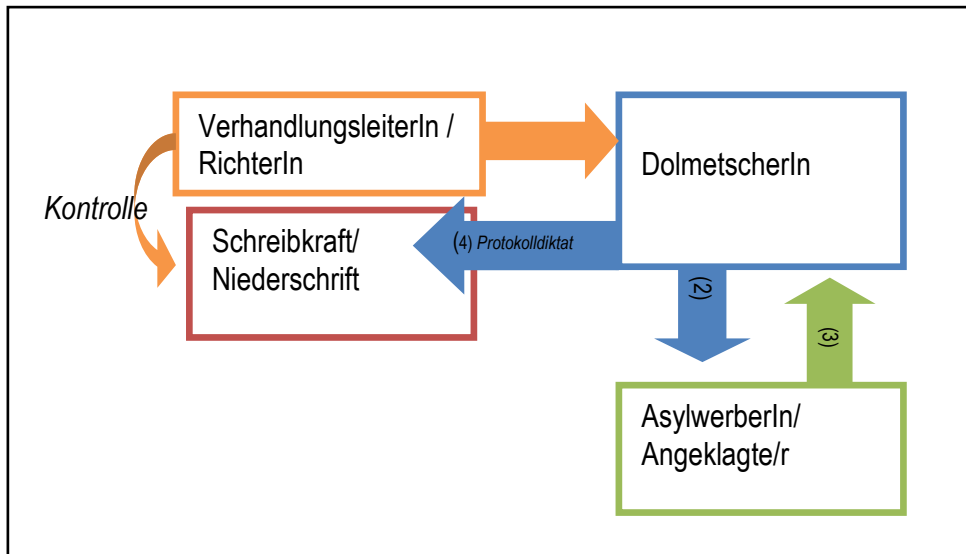 VerhandlungsleiterIn /
RichterIn
DolmetscherIn
Kontrolle
Schreibkraft/
Niederschrift
(4) Protokolldiktat
(2)
(3)
AsylwerberIn/
Angeklagte/r